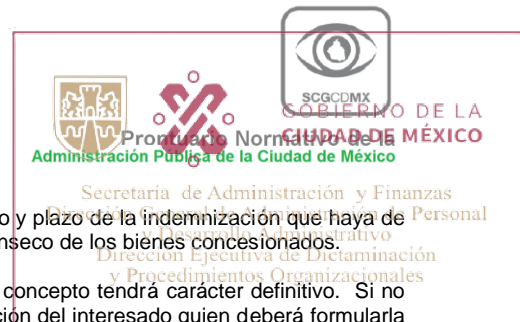 SCGCDMX
GOBIERNO DE LA
CIUDAD DE MÉXICO
Prontuario Normativo de la
Administración Pública de la Ciudad de México
Secretaría de Administración y Finanzas
Dirección General de Administración de Personal
y Desarrollo Administrativo
Dirección Ejecutiva de Dictaminación
y Procedimientos Organizacionales
o y plazo de la indemnización que haya de
nseco de los bienes concesionados.
concepto tendrá carácter definitivo. Si no
ción del interesado quien deberá formularla